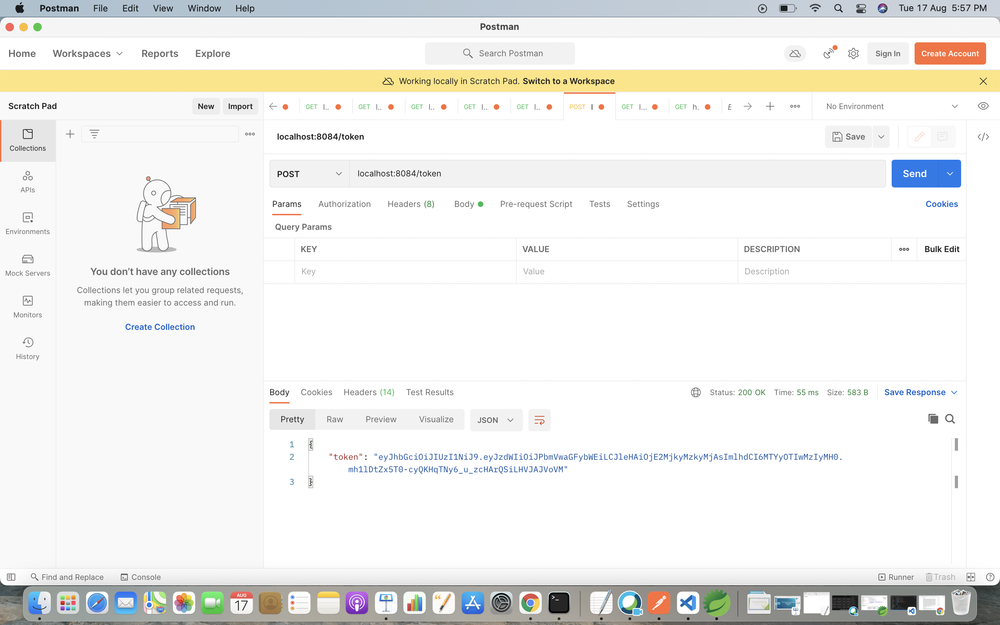 Postman File Edit View Window Help Tue 17 Aug 5:57 PM
Postman
Home Workspaces Reports Explore Search Postman Sign In Create Account
Working locally in Scratch Pad. Switch to a Workspace
Scratch Pad New Import GET l... GET l... GET l... GET l... GET l... POST l GET l... GET h. E No Environment
Collections
localhost:8084/token Save
POST localhost:8084/token Send
APIs
Params Authorization Headers (8) Body Pre-request Script Tests Settings Cookies
Environments
Query Params
KEY VALUE DESCRIPTION Bulk Edit
Key Value Description
Mock Servers
You don’t have any collections
Collections let you group related requests,
making them easier to access and run.
Create Collection
Monitors
History
Body Cookies Headers (14) Test Results Status: 200 OK Time: 55 ms Size: 583 B Save Response
Pretty Raw Preview Visualize JSON
1 {
2 "token": "eyJhbGciOiJIUzI1NiJ9.eyJzdWIiOiJPbmVwaGFybWEiLCJleHAiOjE2MjkyMzkyMjAsImlhdCI6MTYyOTIwMzIyMH0.
mh1lDtZx5T0-cyQKHqTNy6_u_zcHArQSiLHVJAJVoVM"
3 }
Find and Replace Console Runner Trash
AUG
17
280